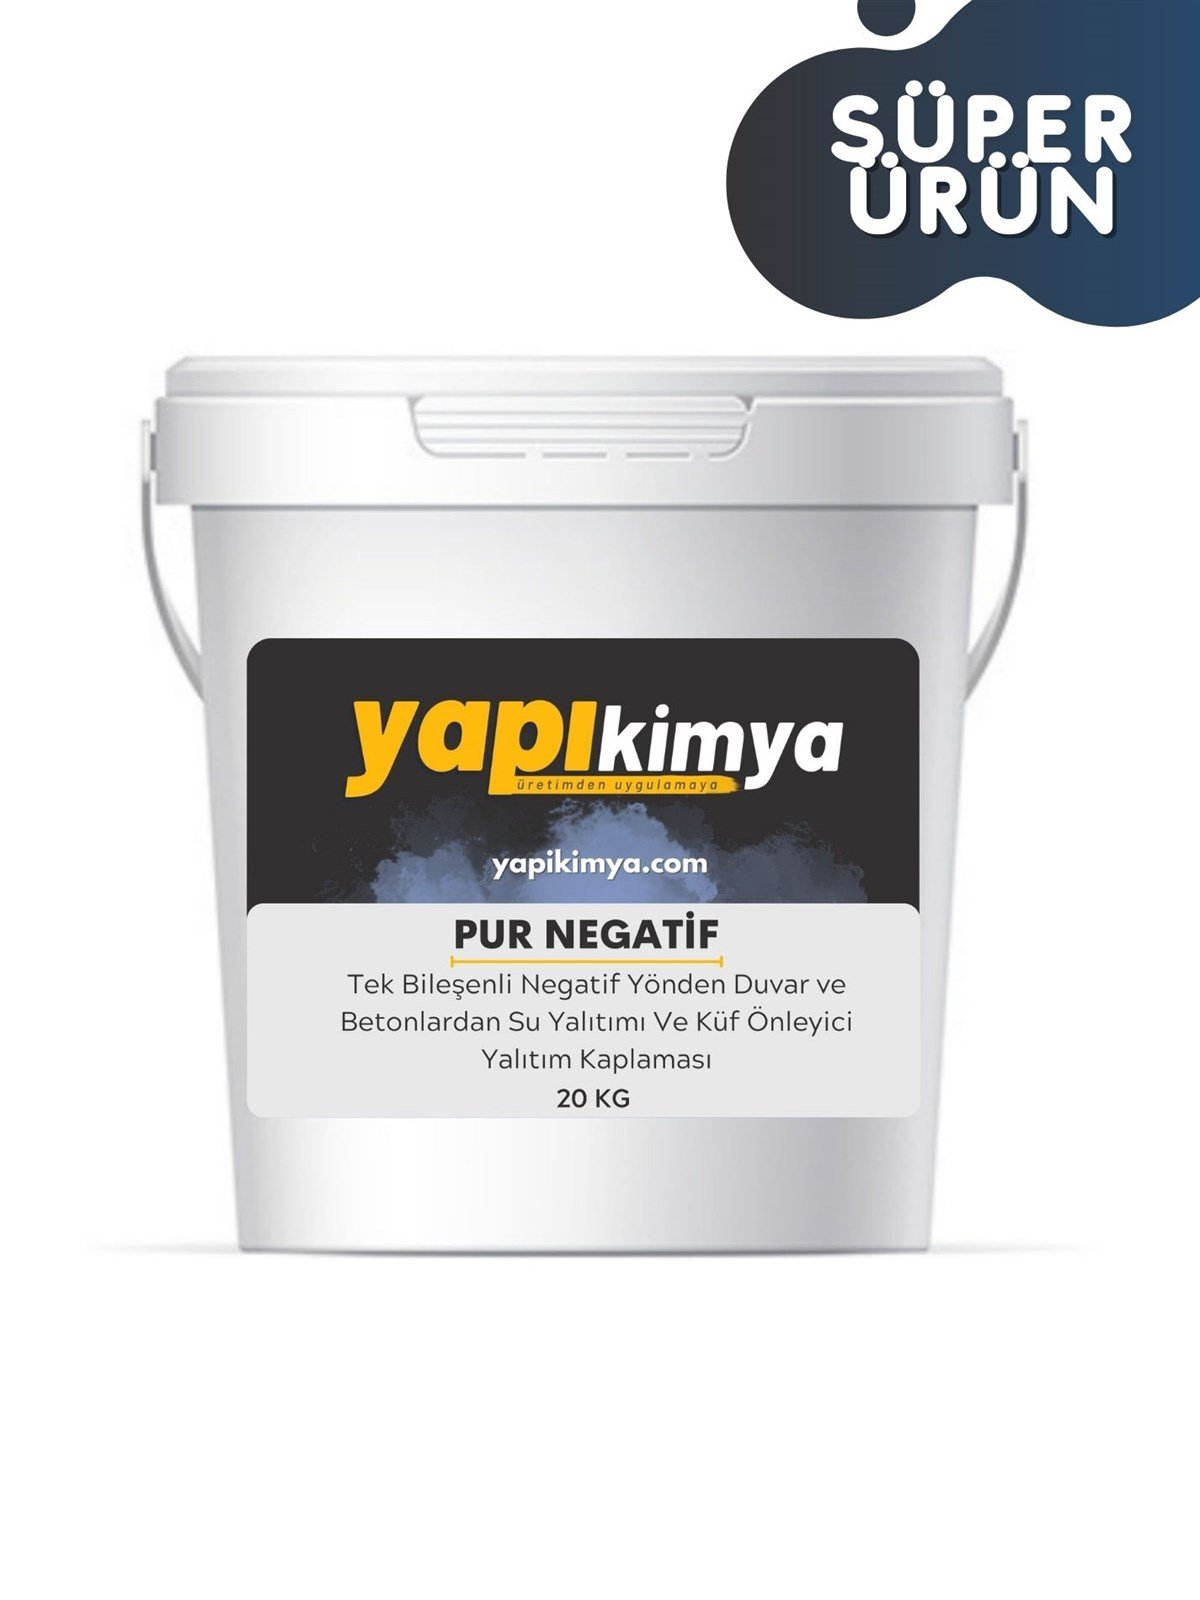 SÜPER
ÜRÜN
yapıkimya
üretimden uygulamaya
yapikimya.com
PUR NEGATİF
Tek Bileşenli Negatif Yönden Duvar ve
Betonlardan Su Yalıtımı Ve Küf Önleyici
Yalıtım Kaplaması
20 KG